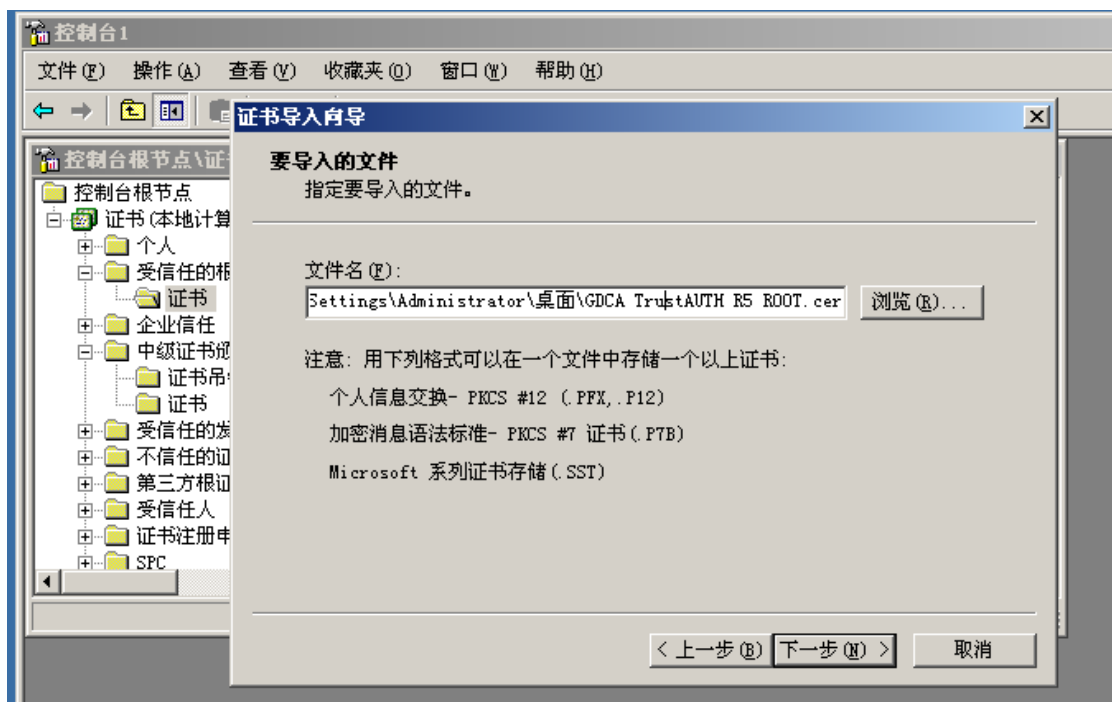 控制台1
文件(F) 操作(A) 查看(V) 收藏夹(O) 窗口(W) 帮助(H)
控制台根节点\证
控制台根节点
证书(本地计算
个人
受信任的根
证书
企业信任
中级证书颁
证书吊
证书
受信任的发
不信任的证
第三方根证
受信任人
证书注册申
SPC
证书导入向导
要导入的文件
指定要导入的文件。
文件名(F):
Settings\Administrator\桌面\GDCA TrustAUTH R5 ROOT.cer
浏览(R)...
注意: 用下列格式可以在一个文件中存储一个以上证书:
个人信息交换- PKCS #12 (.PFX,.P12)
加密消息语法标准- PKCS #7 证书(.P7B)
Microsoft 系列证书存储(.SST)
< 上一步(B) 下一步(N) > 取消